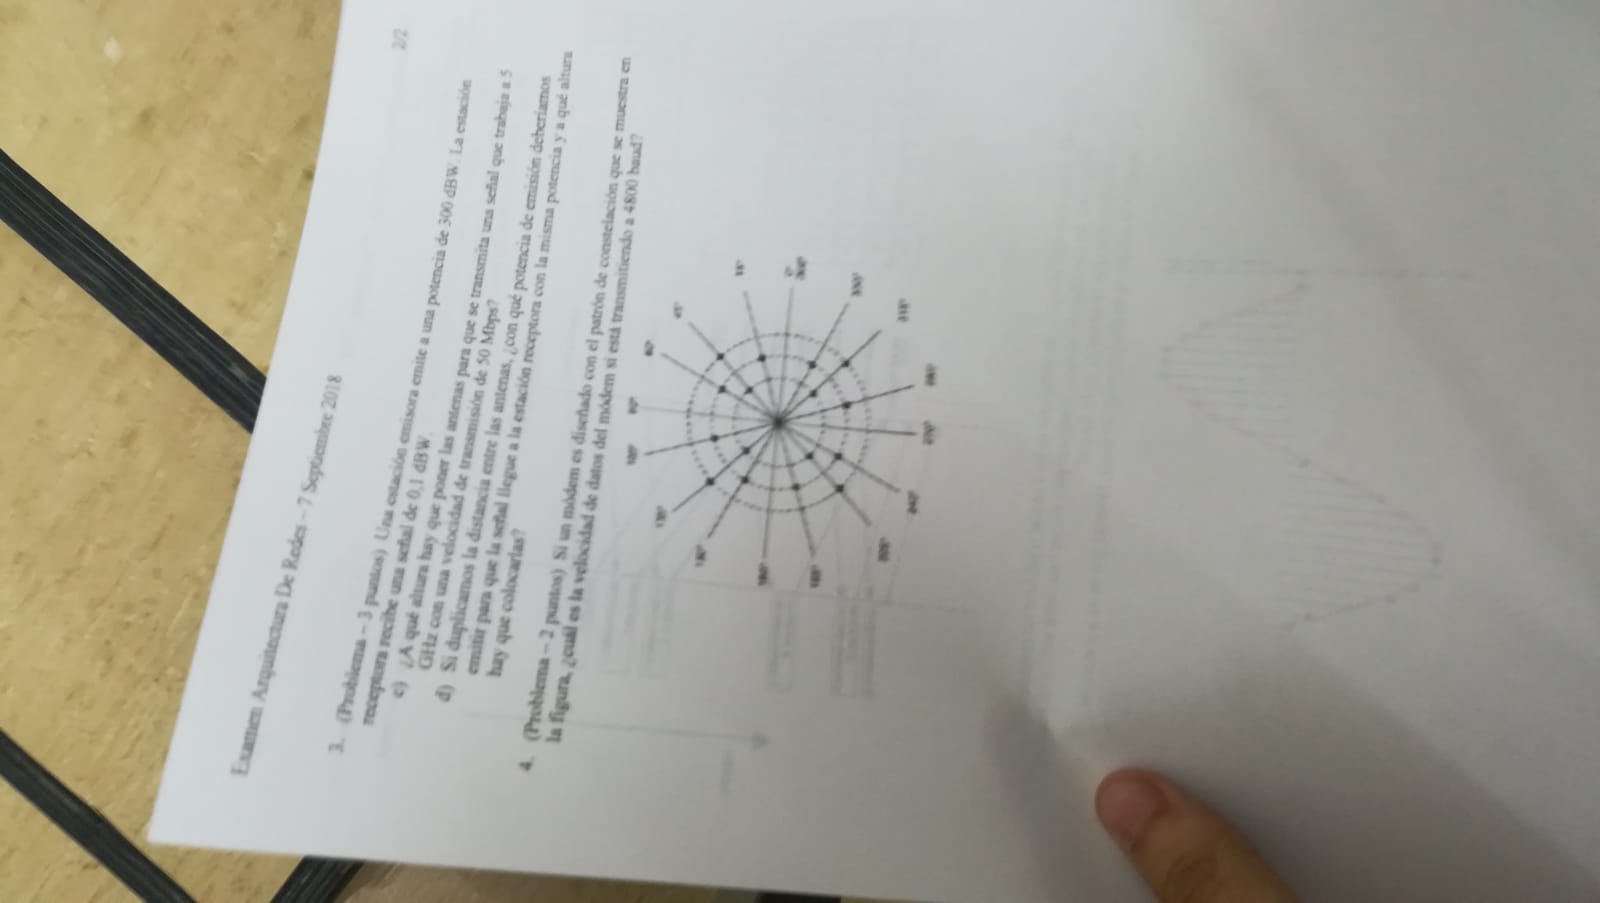 Examen Arquitectura De Redes – 7 Septiembre 2018
2/2
3. (Problema – 3 puntos) Una estación emisora emite a una potencia de 300 dBW. La estación
receptora recibe una señal de 0,1 dBW.
c) ¿A qué altura hay que poner las antenas para que se transmita una señal que trabaja a 5
GHz con una velocidad de transmisión de 50 Mbps?
d) Si duplicamos la distancia entre las antenas, ¿con qué potencia de emisión deberíamos
emitir para que la señal llegue a la estación receptora con la misma potencia y a qué altura
hay que colocarlas?
4. (Problema – 2 puntos) Si un módem es diseñado con el patrón de constelación que se muestra en
la figura, ¿cuál es la velocidad de datos del módem si está transmitiendo a 4800 baud?
90°
60°
45°
15°
0°
360°
180°
315°
225°
240°
270°